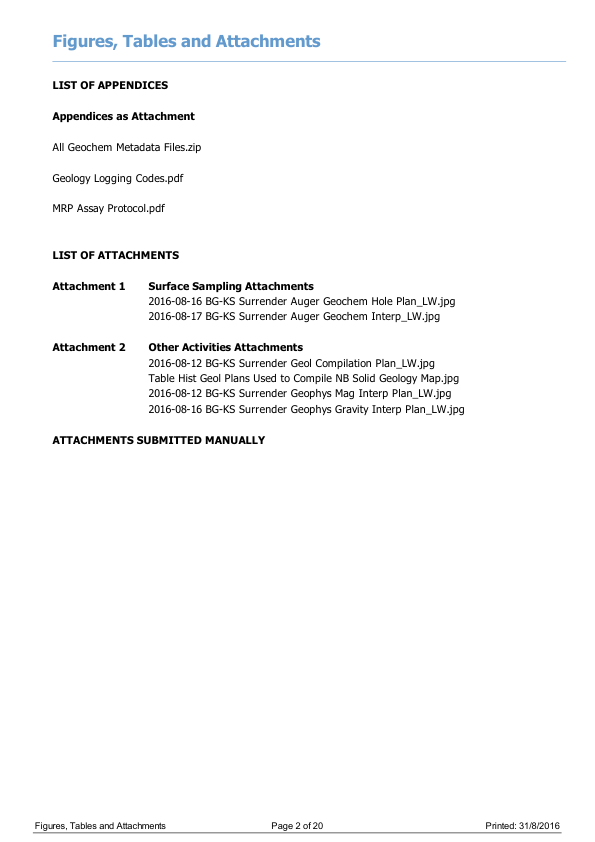 Figures, Tables and Attachments
LIST OF APPENDICES
Appendices as Attachment
All Geochem Metadata Files.zip
Geology Logging Codes.pdf
MRP Assay Protocol.pdf
LIST OF ATTACHMENTS
Attachment 1 Surface Sampling Attachments
2016-08-16 BG-KS Surrender Auger Geochem Hole Plan_LW.jpg
2016-08-17 BG-KS Surrender Auger Geochem Interp_LW.jpg
Attachment 2 Other Activities Attachments
2016-08-12 BG-KS Surrender Geol Compilation Plan_LW.jpg
Table Hist Geol Plans Used to Compile NB Solid Geology Map.jpg
2016-08-12 BG-KS Surrender Geophys Mag Interp Plan_LW.jpg
2016-08-16 BG-KS Surrender Geophys Gravity Interp Plan_LW.jpg
ATTACHMENTS SUBMITTED MANUALLY
Figures, Tables and Attachments Page 2 of 20 Printed: 31/8/2016